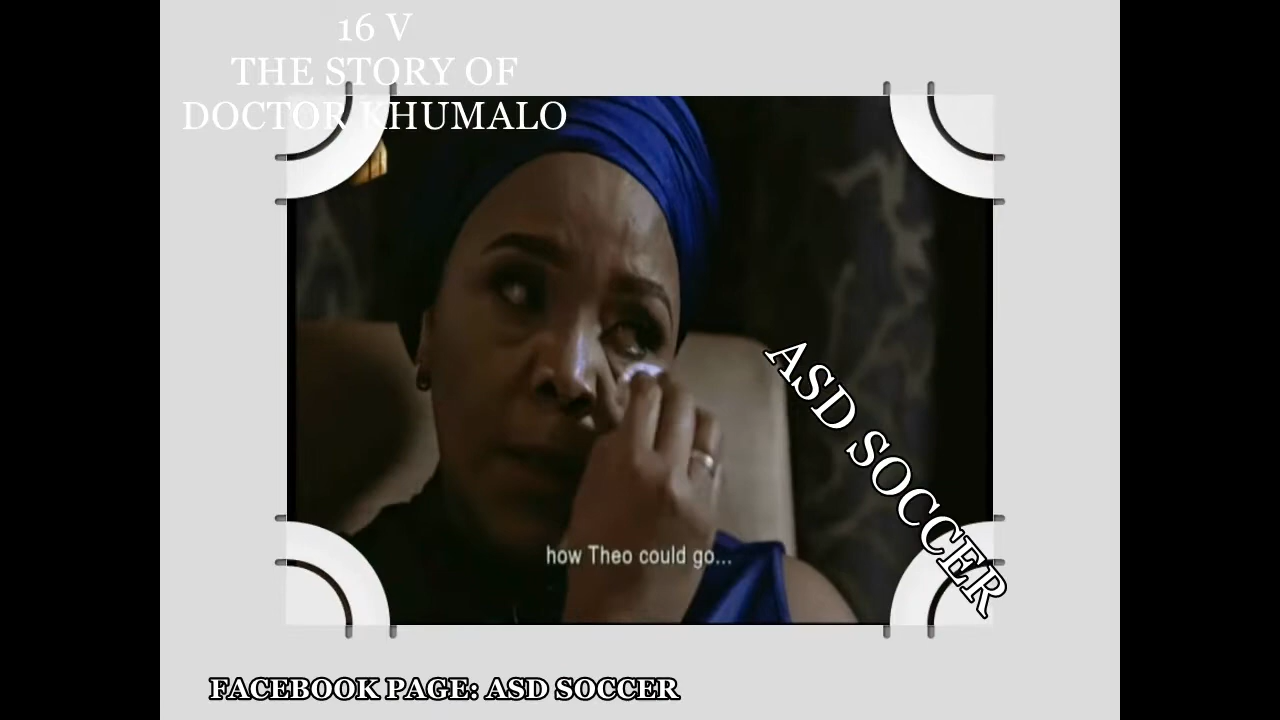 16 V
THE STORY OF
DOCTOR KHUMALO
ASD SOCCER
how Theo could go...
FACEBOOK PAGE: ASD SOCCER